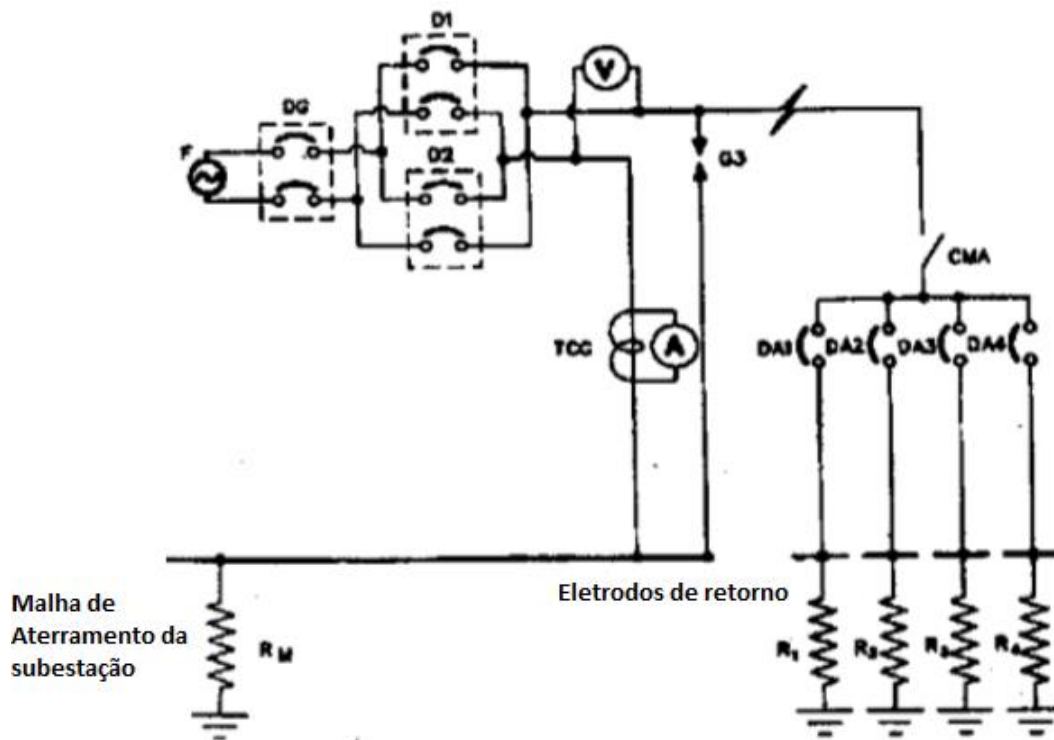 D1
V
DG
F
D2
G3
CMA
TCG
A
DA1
DA2
DA3
DA4
Malha de
Aterramento da
subestação
Eletrodos de retorno
R M
R1
R2
R3
R4